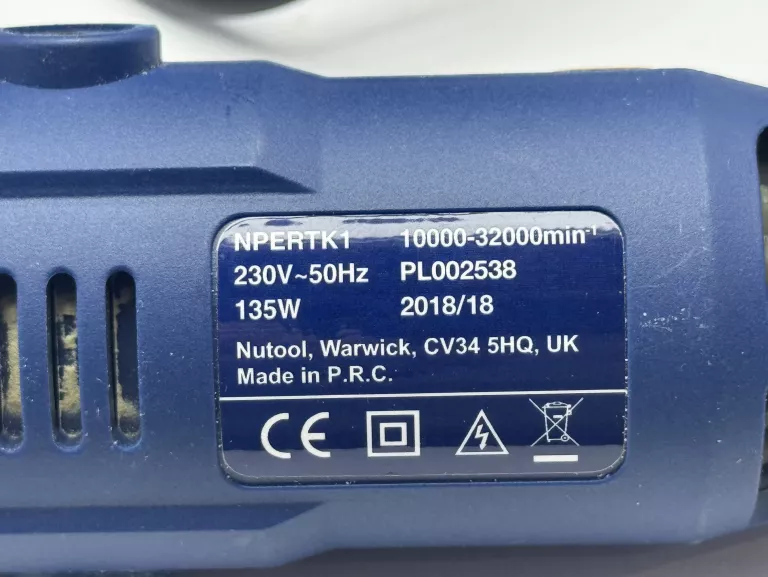 NPERTK1 10000-32000min⁻¹
230V~50Hz PL002538
135W 2018/18
Nutool, Warwick, CV34 5HQ, UK
Made in P.R.C.
CE